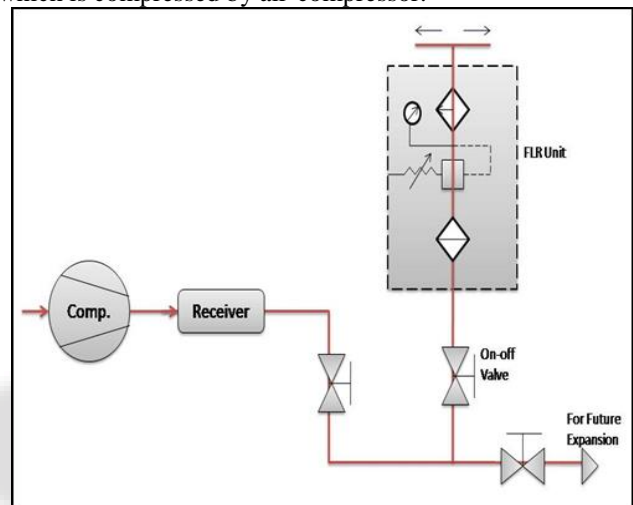 which is compressed by air compressor.
FLR Unit
Comp.
Receiver
On-off
Valve
For Future
Expansion